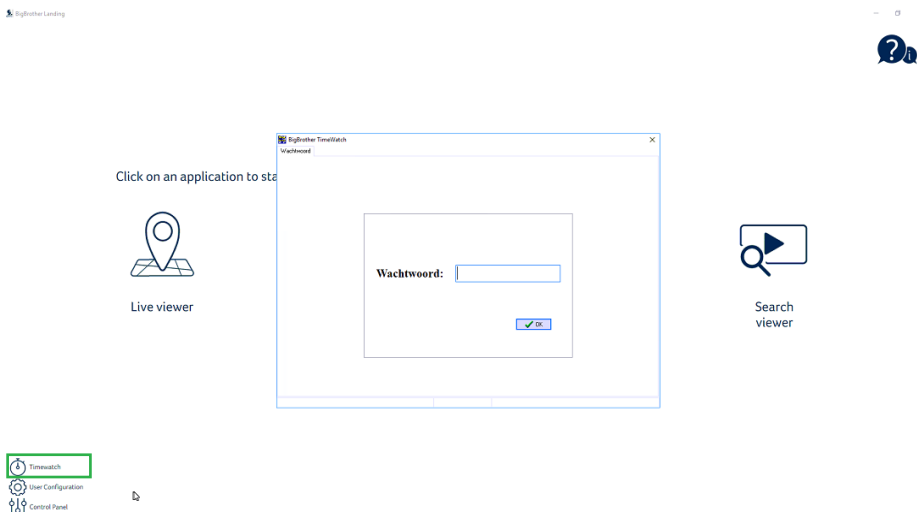 BigBrother Landing
BigBrother TimeWatch
Wachtwoord
Click on an application to sta
Wachtwoord:
OK
Live viewer
Search
viewer
Timewatch
User Configuration
Control Panel